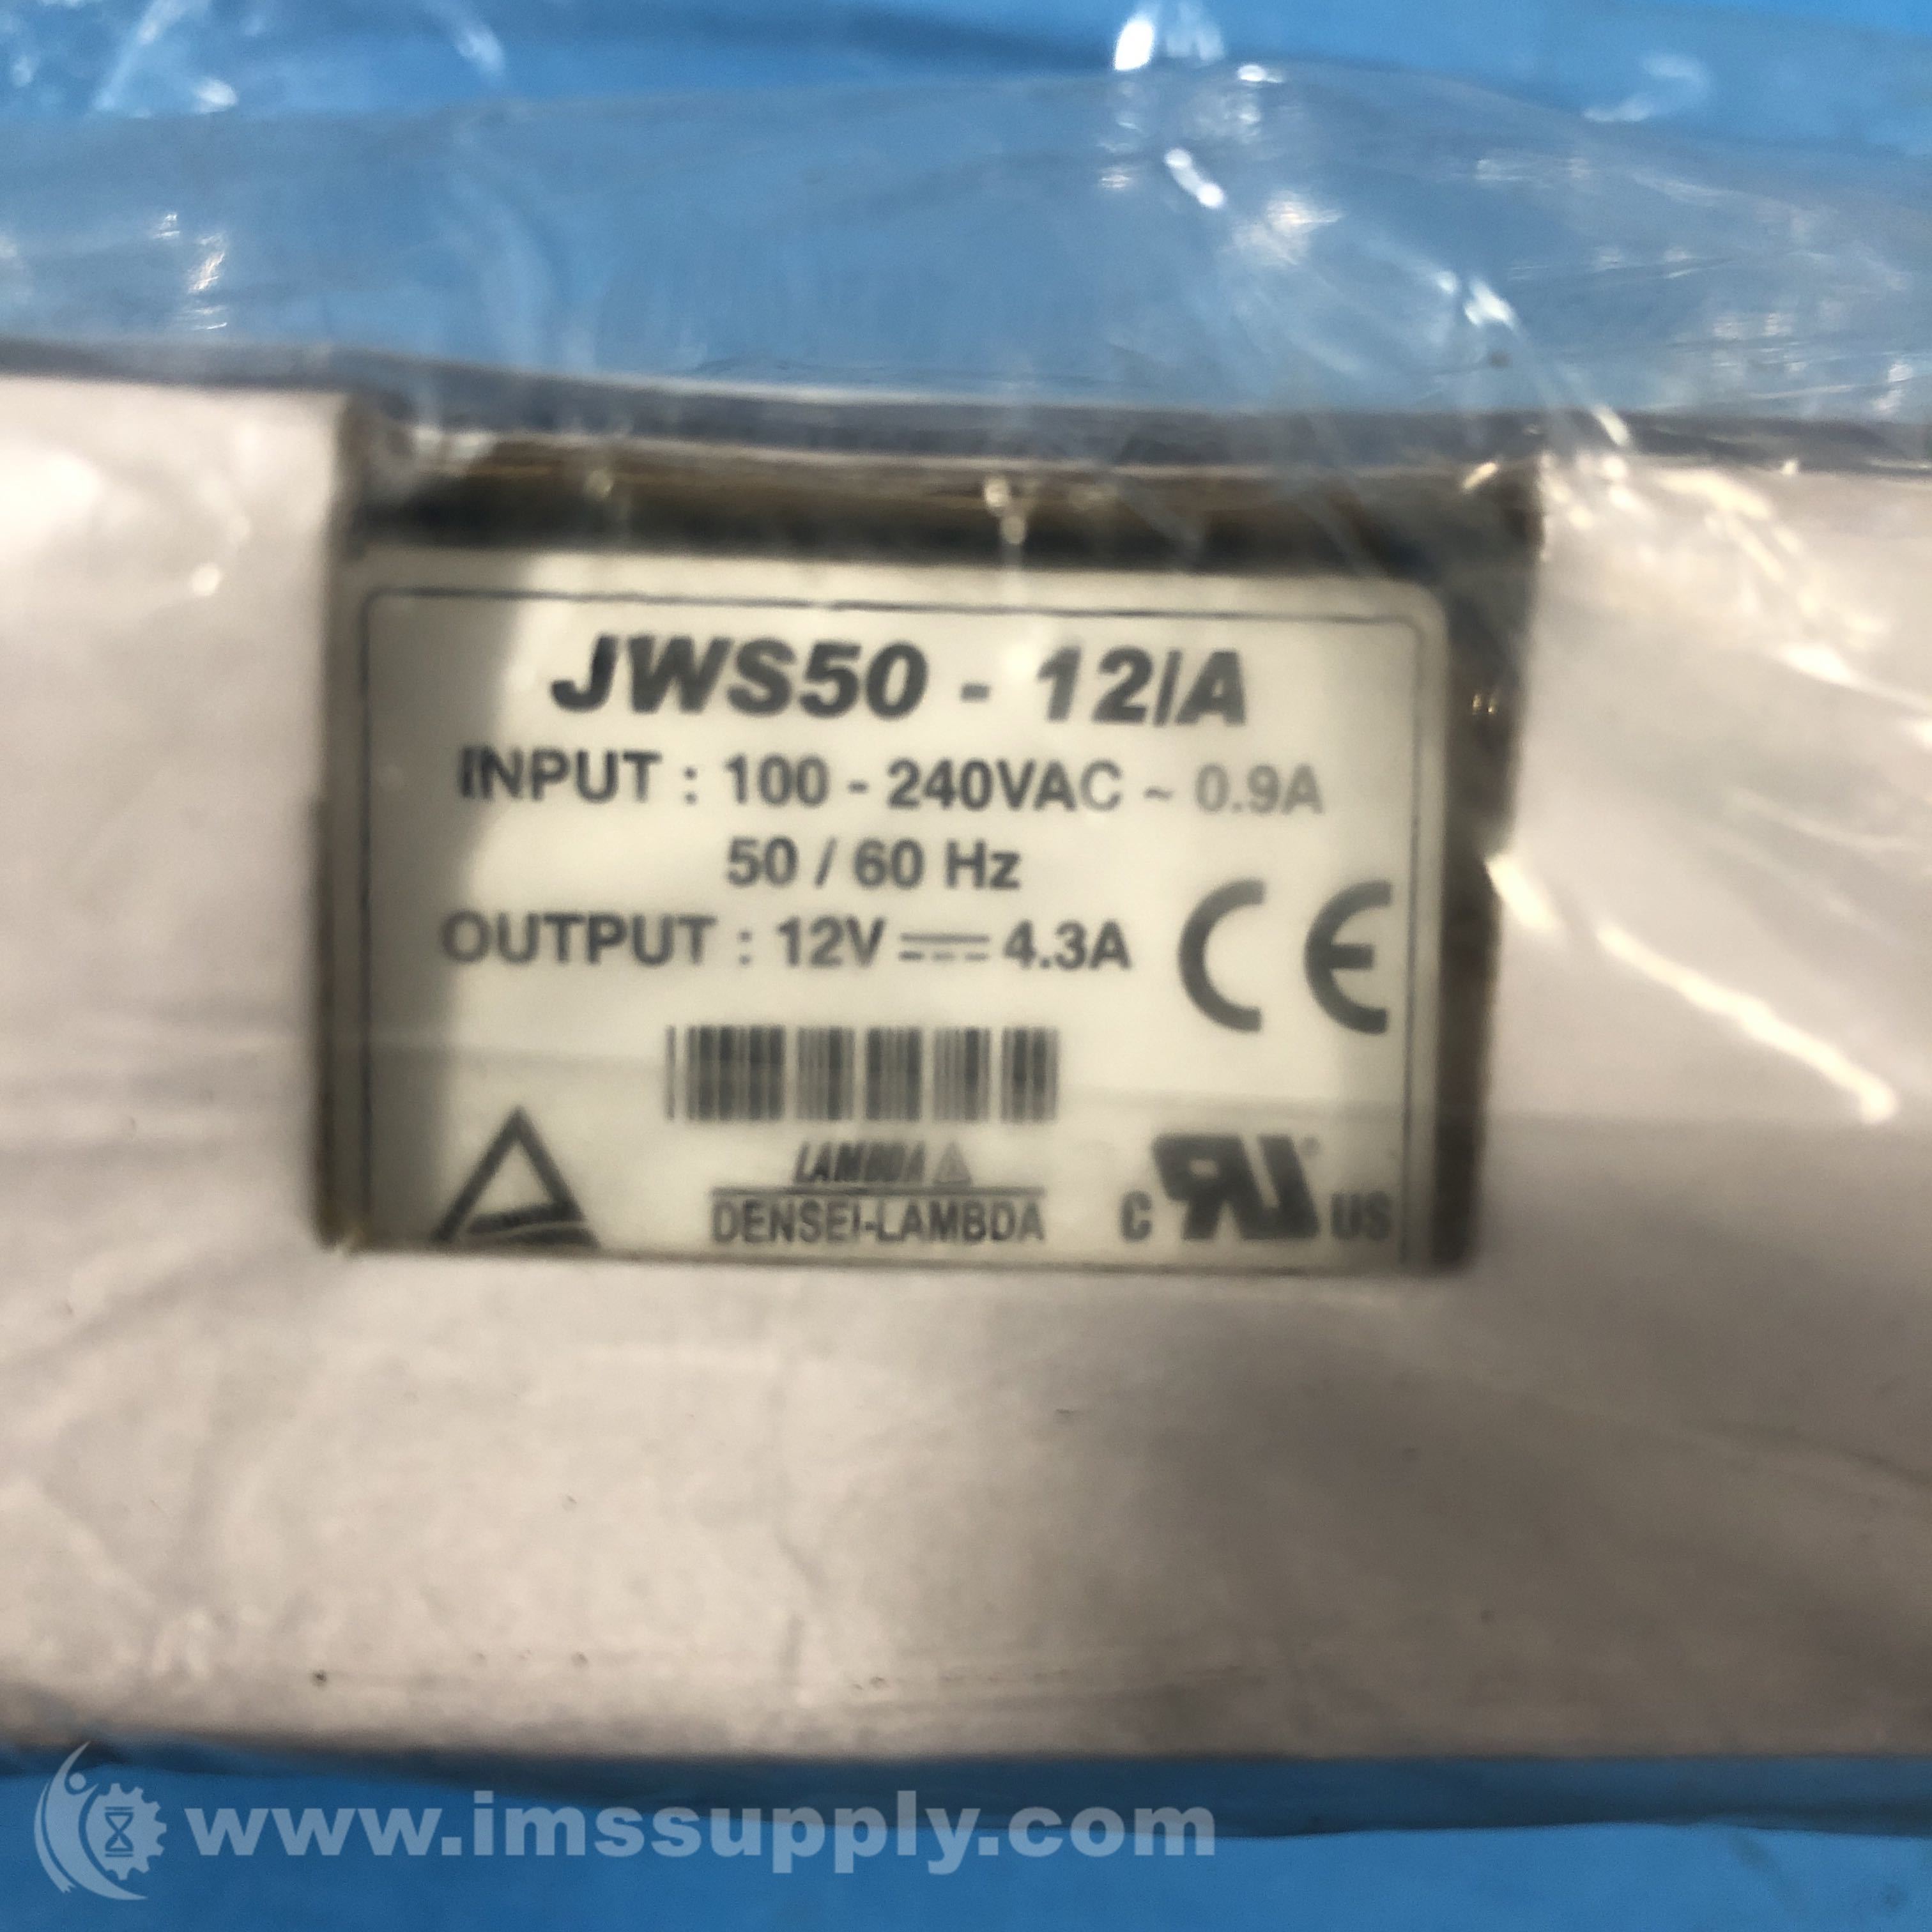 JWS50 - 12/A
INPUT : 100 - 240VAC ~ 0.9A
50 / 60 Hz
OUTPUT : 12V ⎓ 4.3A
CE
LAMBDA
DENSEI-LAMBDA
C RU US
www.imssupply.com